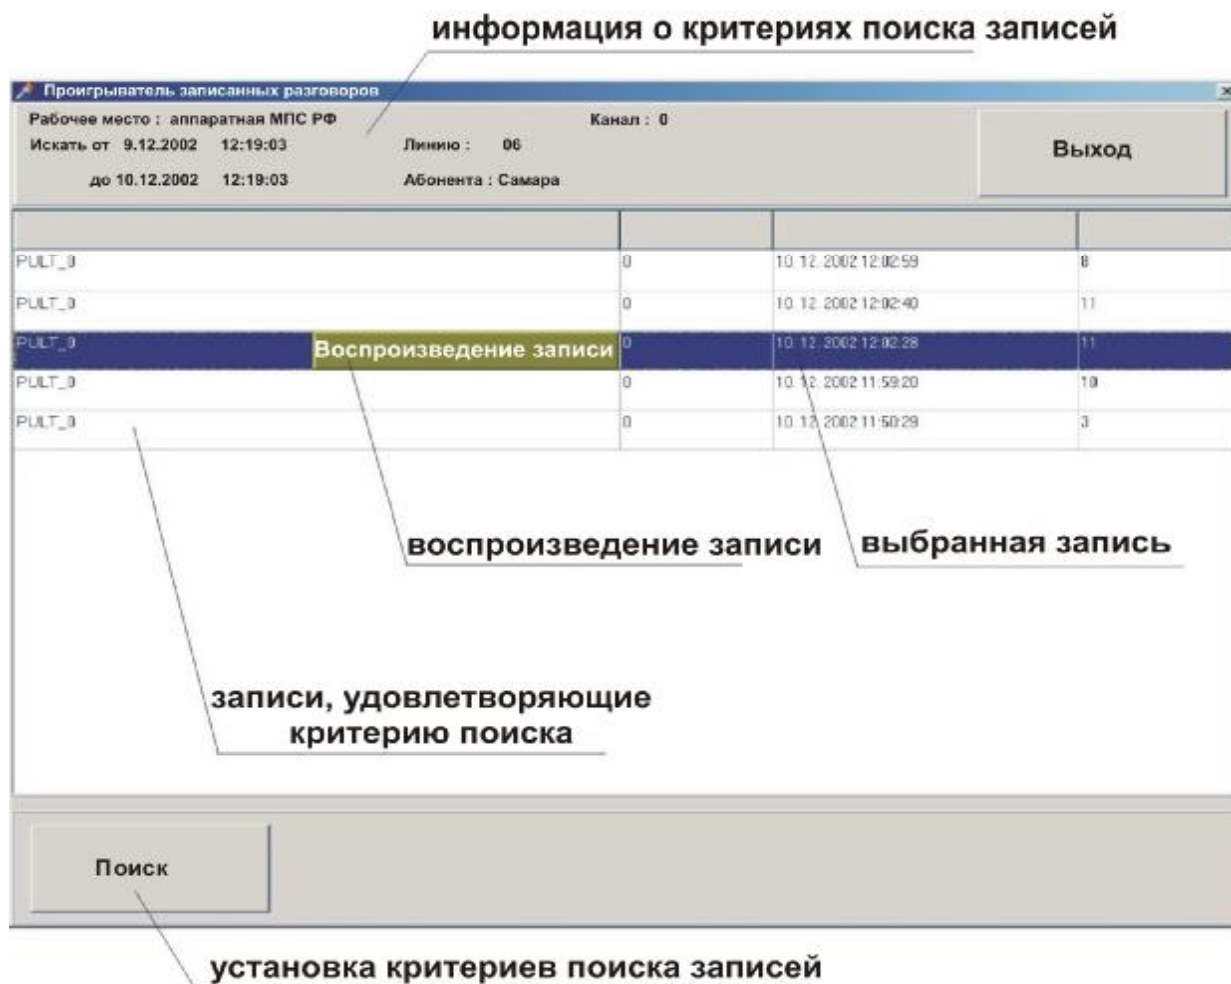 информация о критериях поиска записей
Проигрыватель записанных разговоров
Рабочее место : аппаратная МПС РФ Канал : 0
Искать от 9.12.2002 12:19:03 Линию : 06
до 10.12.2002 12:19:03 Абонента : Самара
Выход
PULT_0 0 10.12.2002 12:02:59 8
PULT_0 0 10.12.2002 12:02:40 11
PULT_0 Воспроизведение записи 0 10.12.2002 12:02:28 11
PULT_0 0 10.12.2002 11:59:20 10
PULT_0 0 10.12.2002 11:50:29 3
воспроизведение записи
выбранная запись
записи, удовлетворяющие
критерию поиска
Поиск
установка критериев поиска записей